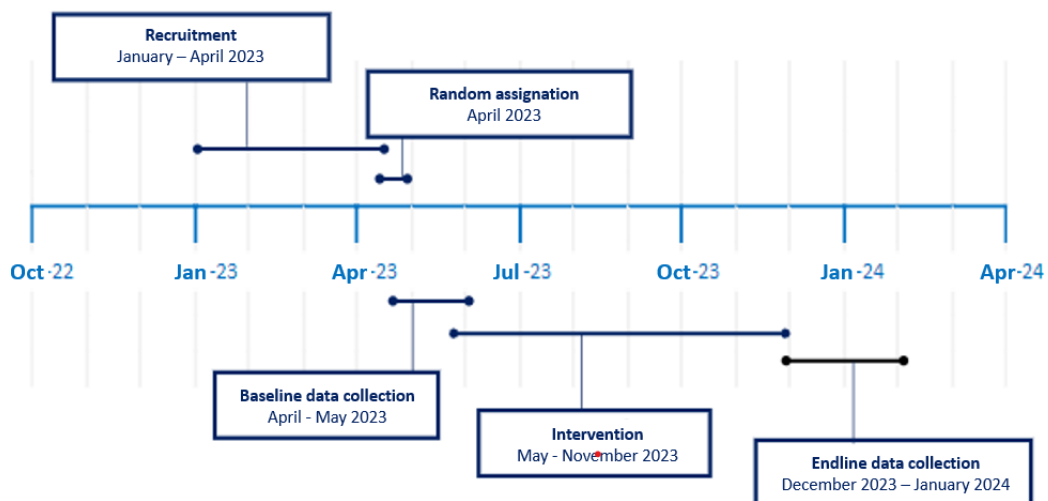 Recruitment
January – April 2023
Random assignation
April 2023
Oct -22 Jan -23 Apr -23 Jul -23 Oct -23 Jan -24 Apr -24
Baseline data collection
April - May 2023
Intervention
May - November 2023
Endline data collection
December 2023 – January 2024